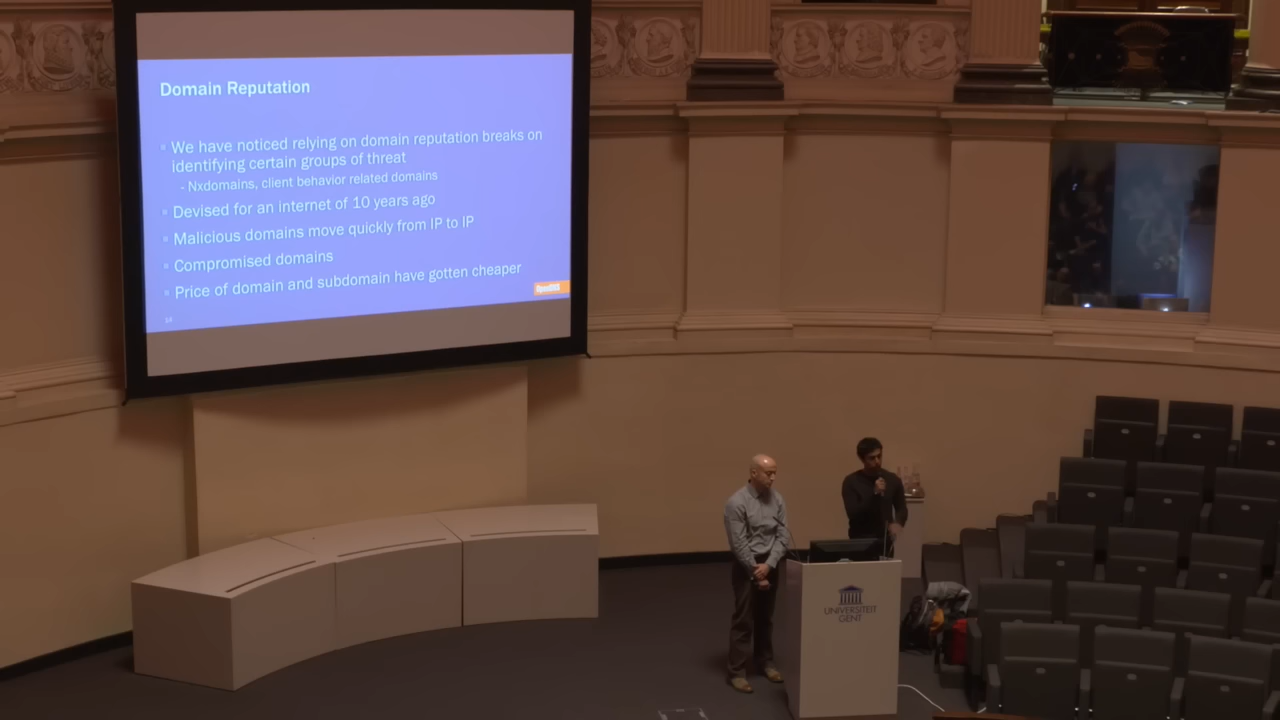 Domain Reputation
We have noticed relying on domain reputation breaks on
identifying certain groups of threat
- Nxdomains, client behavior related domains
Devised for an internet of 10 years ago
Malicious domains move quickly from IP to IP
Compromised domains
Price of domain and subdomain have gotten cheaper
OpenDNS
UNIVERSITEIT
GENT